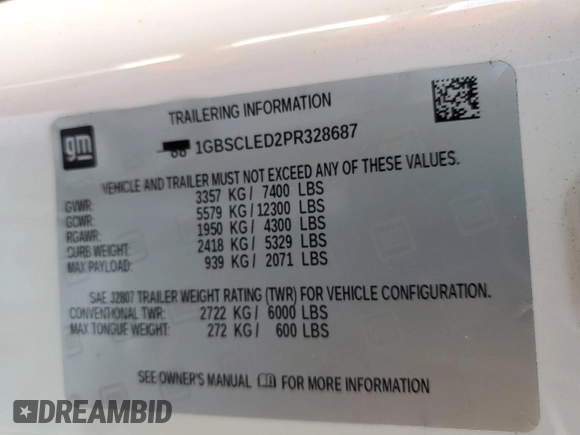 TRAILERING INFORMATION
gm
1GBSCLED2PR328687
VEHICLE AND TRAILER MUST NOT EXCEED ANY OF THESE VALUES.
GVWR: 3357 KG/ 7400 LBS
GCWR: 5579 KG/12300 LBS
RGAWR: 1950 KG/ 4300 LBS
CURB WEIGHT: 2418 KG/ 5329 LBS
MAX PAYLOAD: 939 KG/ 2071 LBS
SAE J2807 TRAILER WEIGHT RATING (TWR) FOR VEHICLE CONFIGURATION.
CONVENTIONAL TWR: 2722 KG/ 6000 LBS
MAX TONGUE WEIGHT: 272 KG/ 600 LBS
SEE OWNER'S MANUAL FOR MORE INFORMATION
DREAMBID